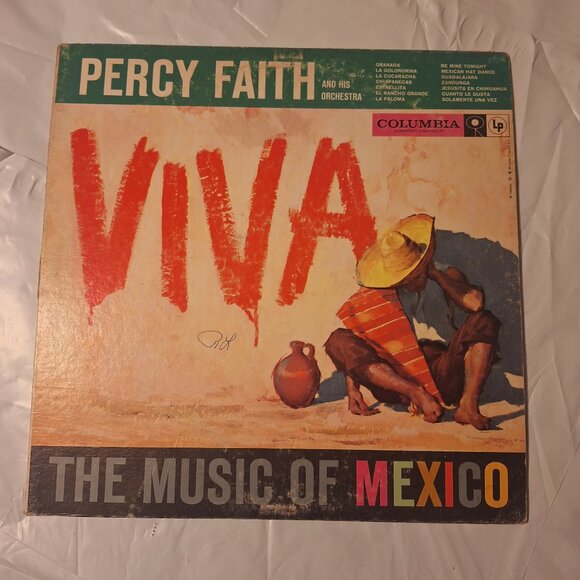 PERCY FAITH
AND HIS
ORCHESTRA
GRANADA
LA GOLONDRINA
LA CUCARACHA
CHIAPANECAS
ESTRELLITA
EL RANCHO GRANDE
LA PALOMA
BE MINE TONIGHT
MEXICAN HAT DANCE
GUADALAJARA
ZANDUNGA
JESUSITA EN CHIHUAHUA
CUANTO LE GUSTA
SOLAMENTE UNA VEZ
COLUMBIA
LP
VIVA
THE MUSIC OF MEXICO